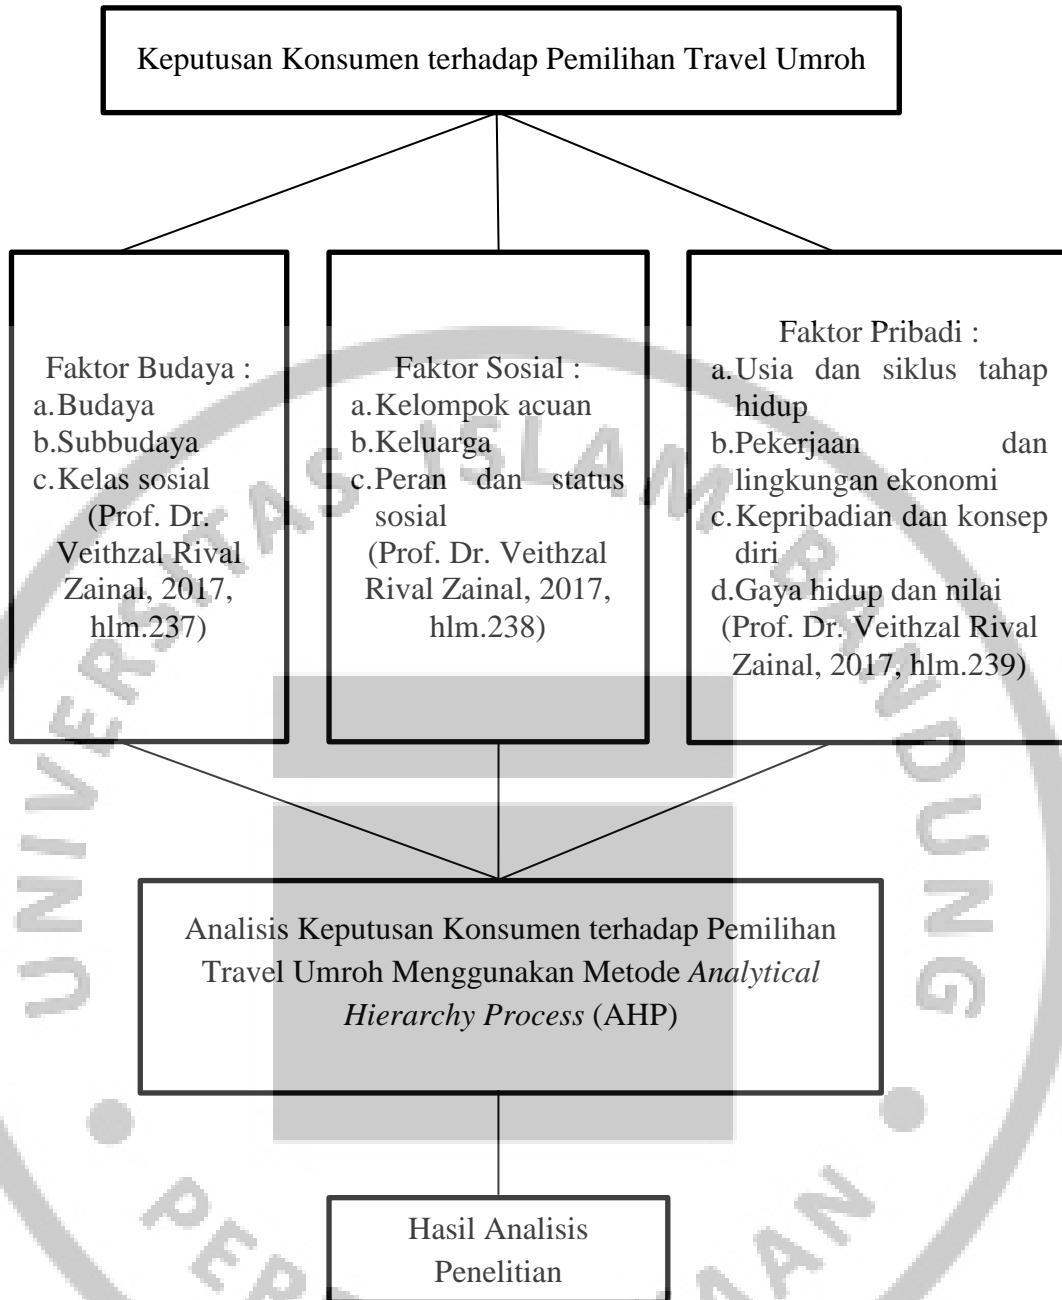 Keputusan Konsumen terhadap Pemilihan Travel Umroh
Faktor Budaya :
a.Budaya
b.Subbudaya
c.Kelas sosial
(Prof. Dr.
Veithzal Rival
Zainal, 2017,
hlm.237)
Faktor Sosial :
a.Kelompok acuan
b.Keluarga
c.Peran dan status
sosial
(Prof. Dr. Veithzal
Rival Zainal, 2017,
hlm.238)
Faktor Pribadi :
a.Usia dan siklus tahap
hidup
b.Pekerjaan dan
lingkungan ekonomi
c.Kepribadian dan konsep
diri
d.Gaya hidup dan nilai
(Prof. Dr. Veithzal Rival
Zainal, 2017, hlm.239)
Analisis Keputusan Konsumen terhadap Pemilihan
Travel Umroh Menggunakan Metode Analytical
Hierarchy Process (AHP)
Hasil Analisis
Penelitian
UNIVERSITAS ISLAM BANDUNG